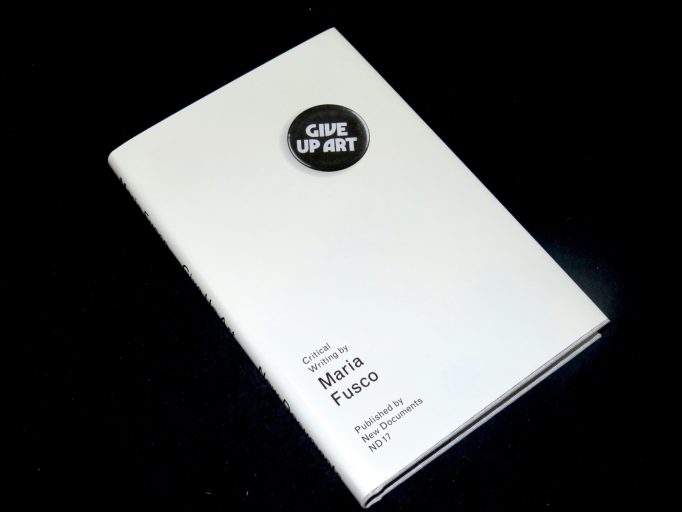 GIVE
UP ART
Critical
Writing by
Maria
Fusco
Published by
New Documents
ND17